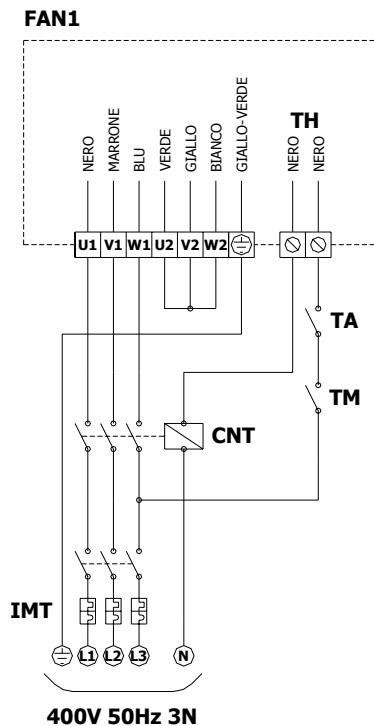 FAN1
NERO
MARRONE
BLU
VERDE
GIALLO
BIANCO
GIALLO-VERDE
TH
NERO
NERO
U1 V1 W1 U2 V2 W2
TA
TM
CNT
IMT
L1 L2 L3 N
400V 50Hz 3N